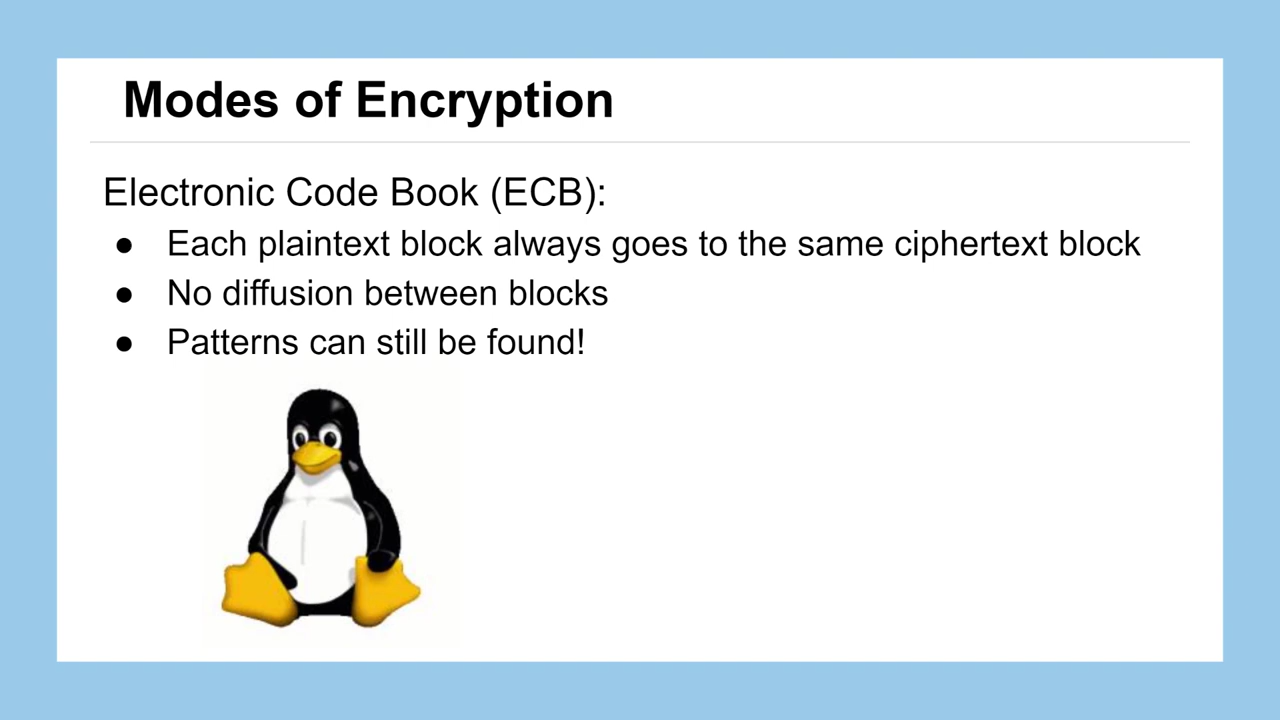 Modes of Encryption
Electronic Code Book (ECB):
● Each plaintext block always goes to the same ciphertext block
● No diffusion between blocks
● Patterns can still be found!